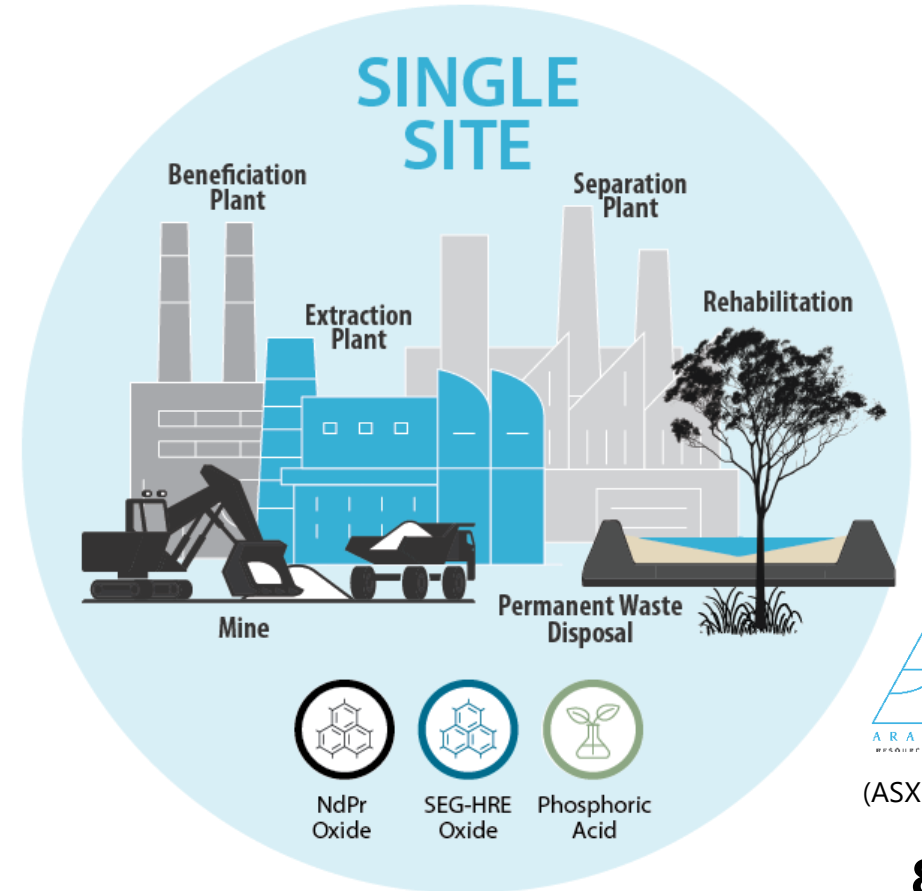 SINGLE
SITE
Beneficiation
Plant
Separation
Plant
Extraction
Plant
Rehabilitation
Mine
Permanent Waste
Disposal
NdPr
Oxide
SEG-HRE
Oxide
Phosphoric
Acid
A R A
(ASX